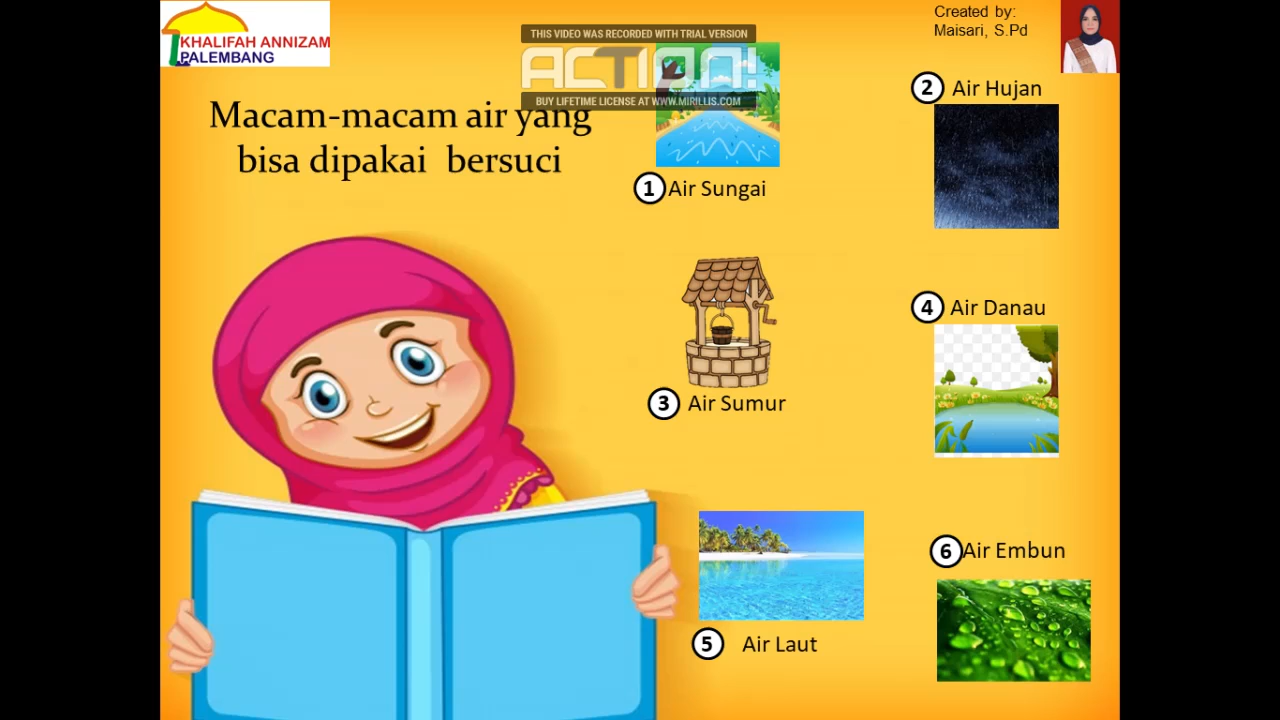 KHALIFAH ANNIZAM
PALEMBANG
THIS VIDEO WAS RECORDED WITH TRIAL VERSION
ACTION!
BUY LIFETIME LICENSE AT WWW.MIRILLIS.COM
Created by:
Maisari, S.Pd
Macam-macam air yang
bisa dipakai bersuci
1 Air Sungai
2 Air Hujan
3 Air Sumur
4 Air Danau
5 Air Laut
6 Air Embun